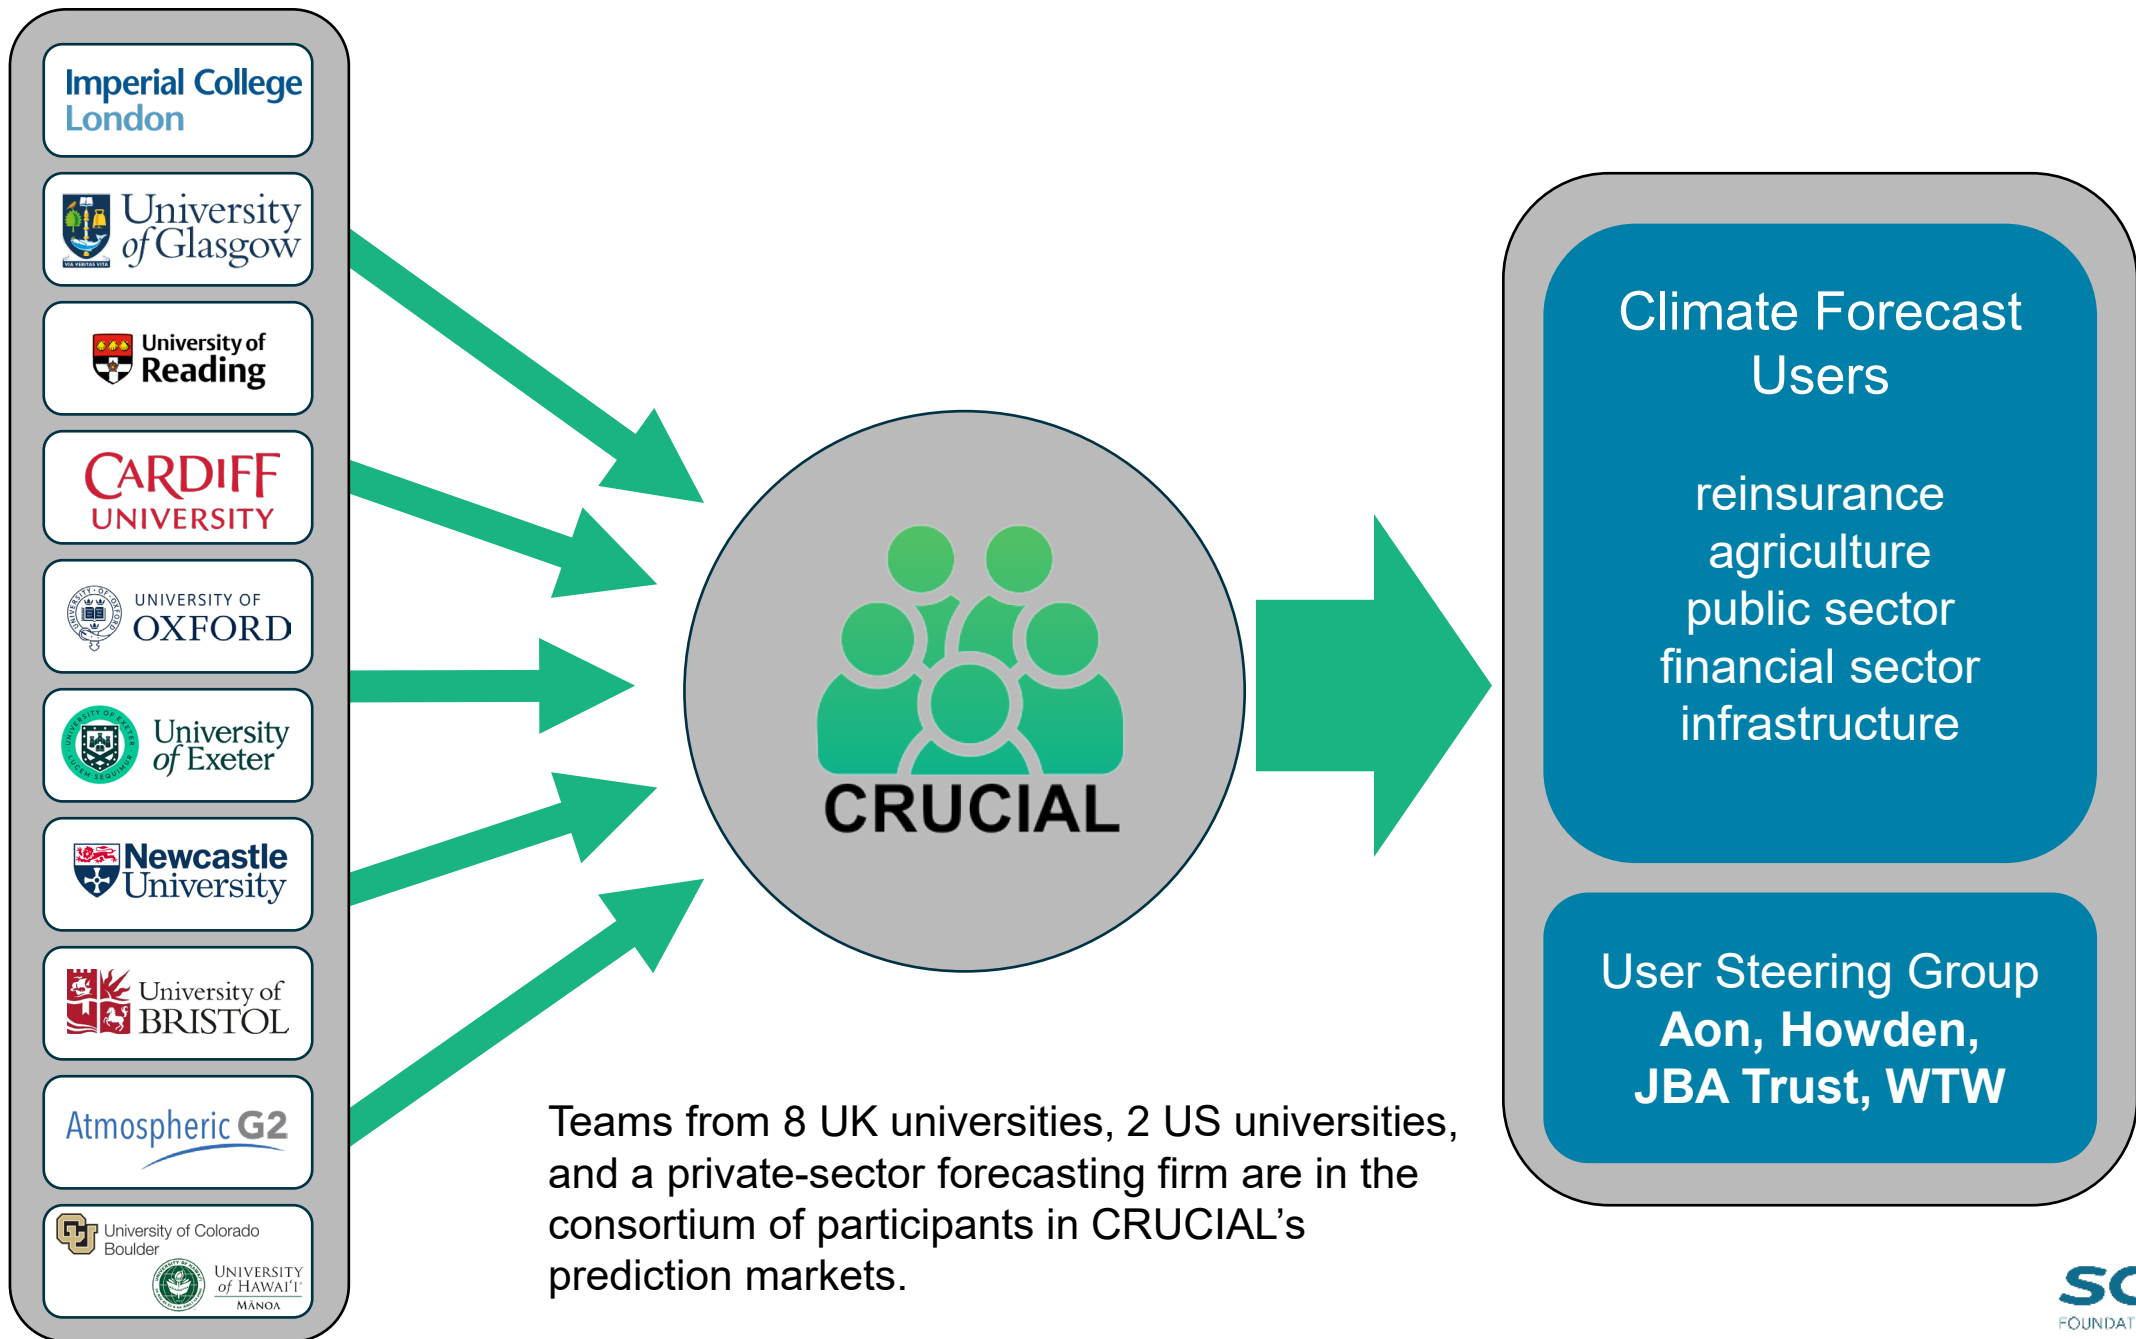 Imperial College
London
University
of Glasgow
VIA VERITAS VITA
University of
Reading
CARDIFF
UNIVERSITY
UNIVERSITY OF
OXFORD
University
of Exeter
Newcastle
University
University of
BRISTOL
Atmospheric G2
University of Colorado
Boulder
UNIVERSITY
of HAWAI'I
MĀNOA
CRUCIAL
Teams from 8 UK universities, 2 US universities,
and a private-sector forecasting firm are in the
consortium of participants in CRUCIAL’s
prediction markets.
Climate Forecast
Users
reinsurance
agriculture
public sector
financial sector
infrastructure
User Steering Group
Aon, Howden,
JBA Trust, WTW